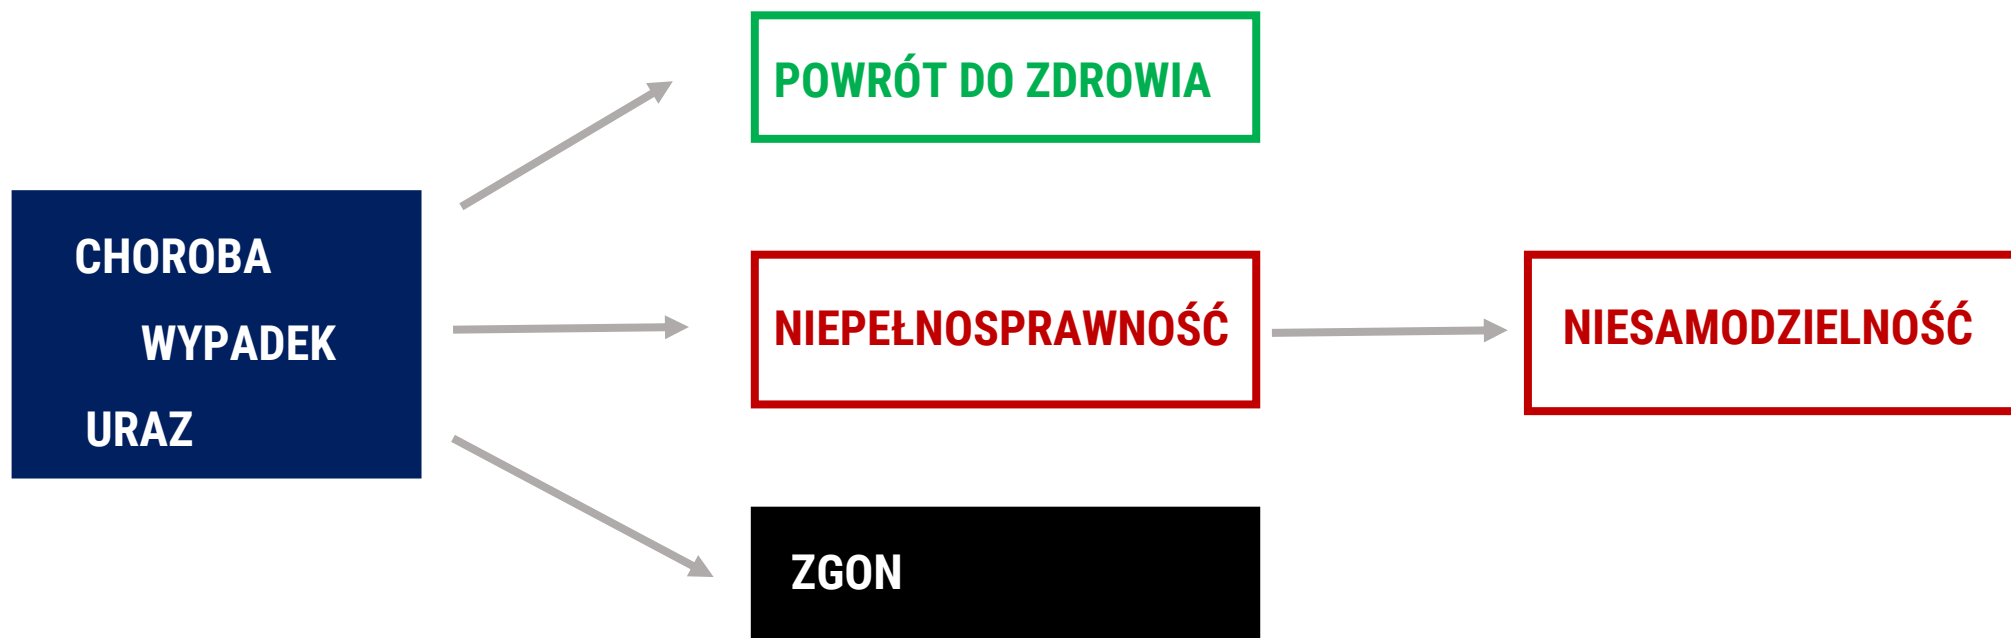 POWRÓT DO ZDROWIA
CHOROBA
WYPADEK
URAZ
NIEPEŁNOSPRAWNOŚĆ
NIESAMODZIELNOŚĆ
ZGON